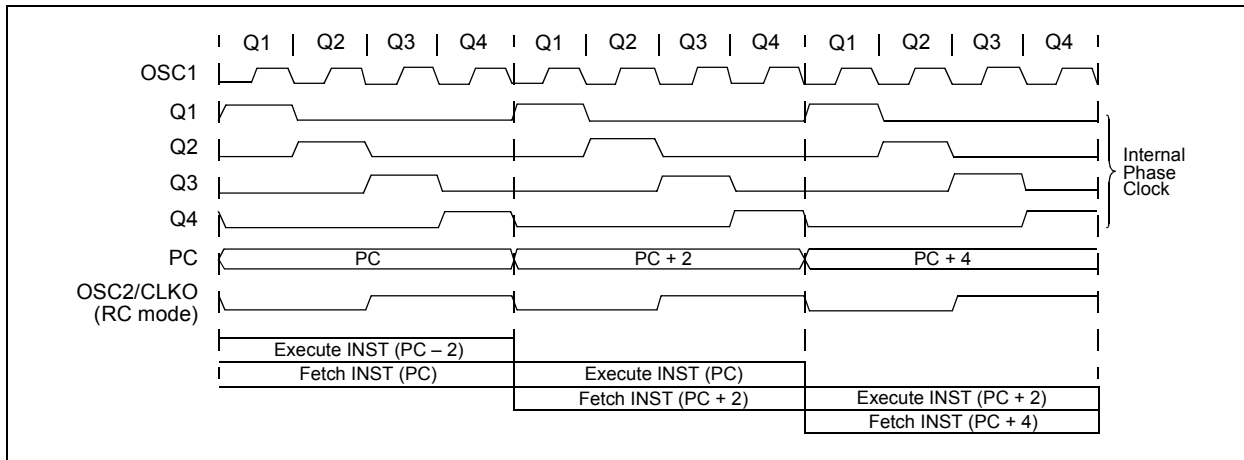 Q1 Q2 Q3 Q4 Q1 Q2 Q3 Q4 Q1 Q2 Q3 Q4
OSC1
Q1
Q2
Q3
Q4
Internal
Phase
Clock
PC PC PC + 2 PC + 4
OSC2/CLKO
(RC mode)
Execute INST (PC – 2)
Fetch INST (PC) Execute INST (PC)
Fetch INST (PC + 2) Execute INST (PC + 2)
Fetch INST (PC + 4)